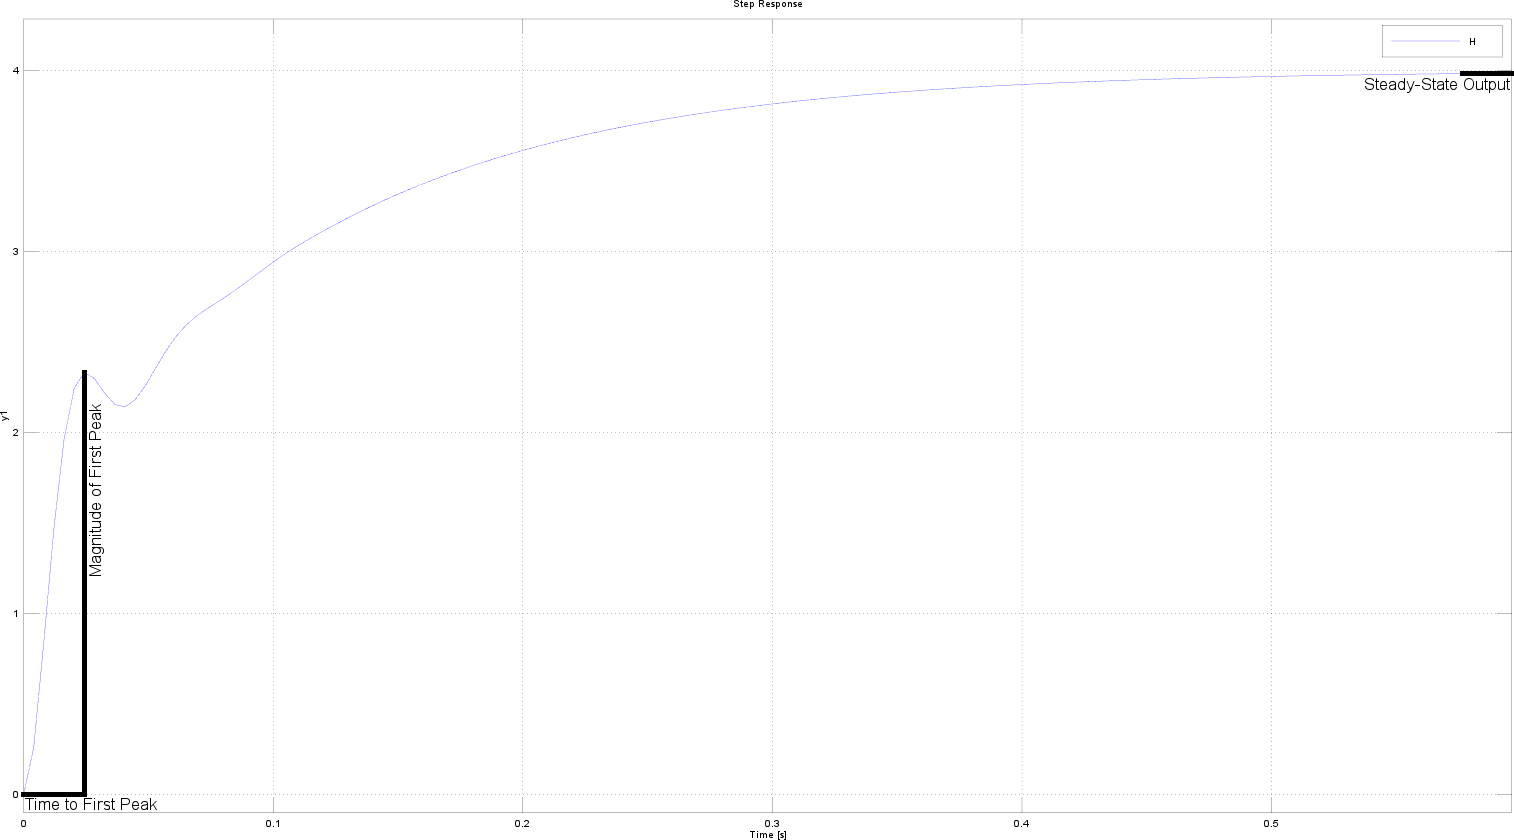 Step Response
H
4
Steady-State Output
3
2
y1
Magnitude of First Peak
1
0
Time to First Peak
0 0.1 0.2 0.3 0.4 0.5
Time [s]